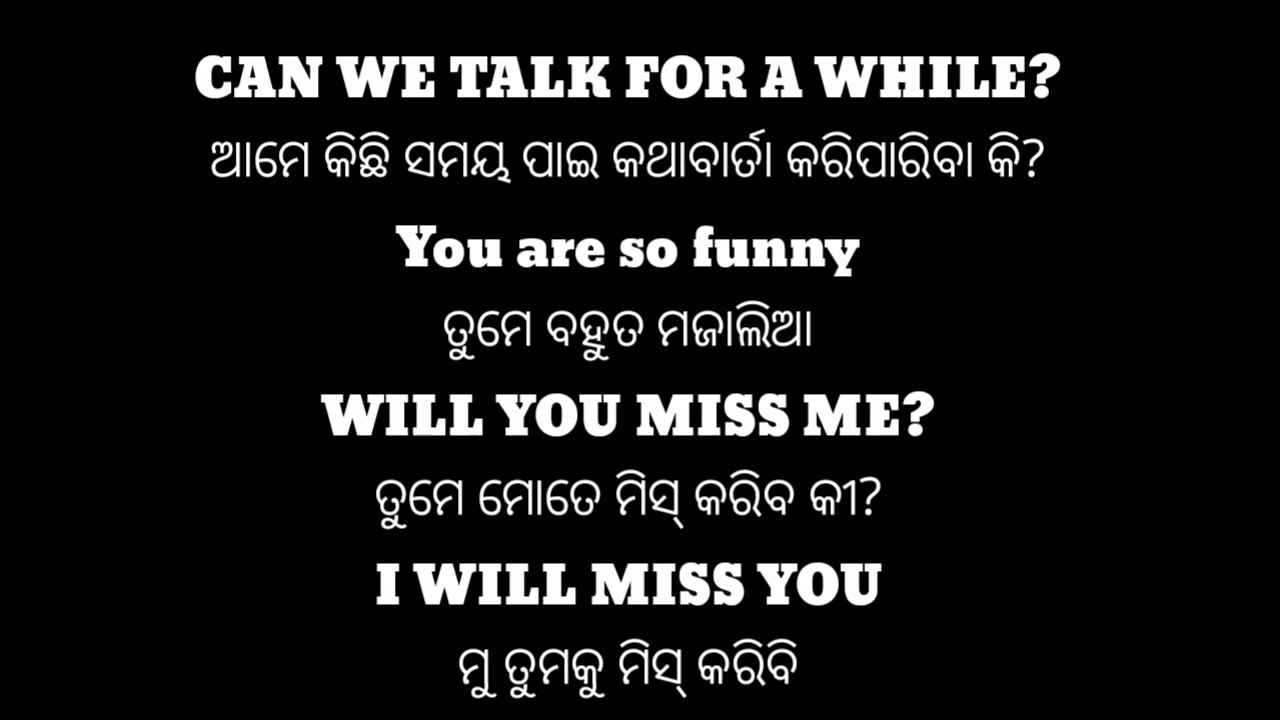 CAN WE TALK FOR A WHILE?
ଆମେ କିଛି ସମୟ ପାଇ କଥାବାର୍ତା କରିପାରିବା କି?
You are so funny
ତୁମେ ବହୁତ ମଜାଲିଆ
WILL YOU MISS ME?
ତୁମେ ମୋତେ ମିସ୍ କରିବ କୀ?
I WILL MISS YOU
ମୁ ତୁମକୁ ମିସ୍ କରିବି